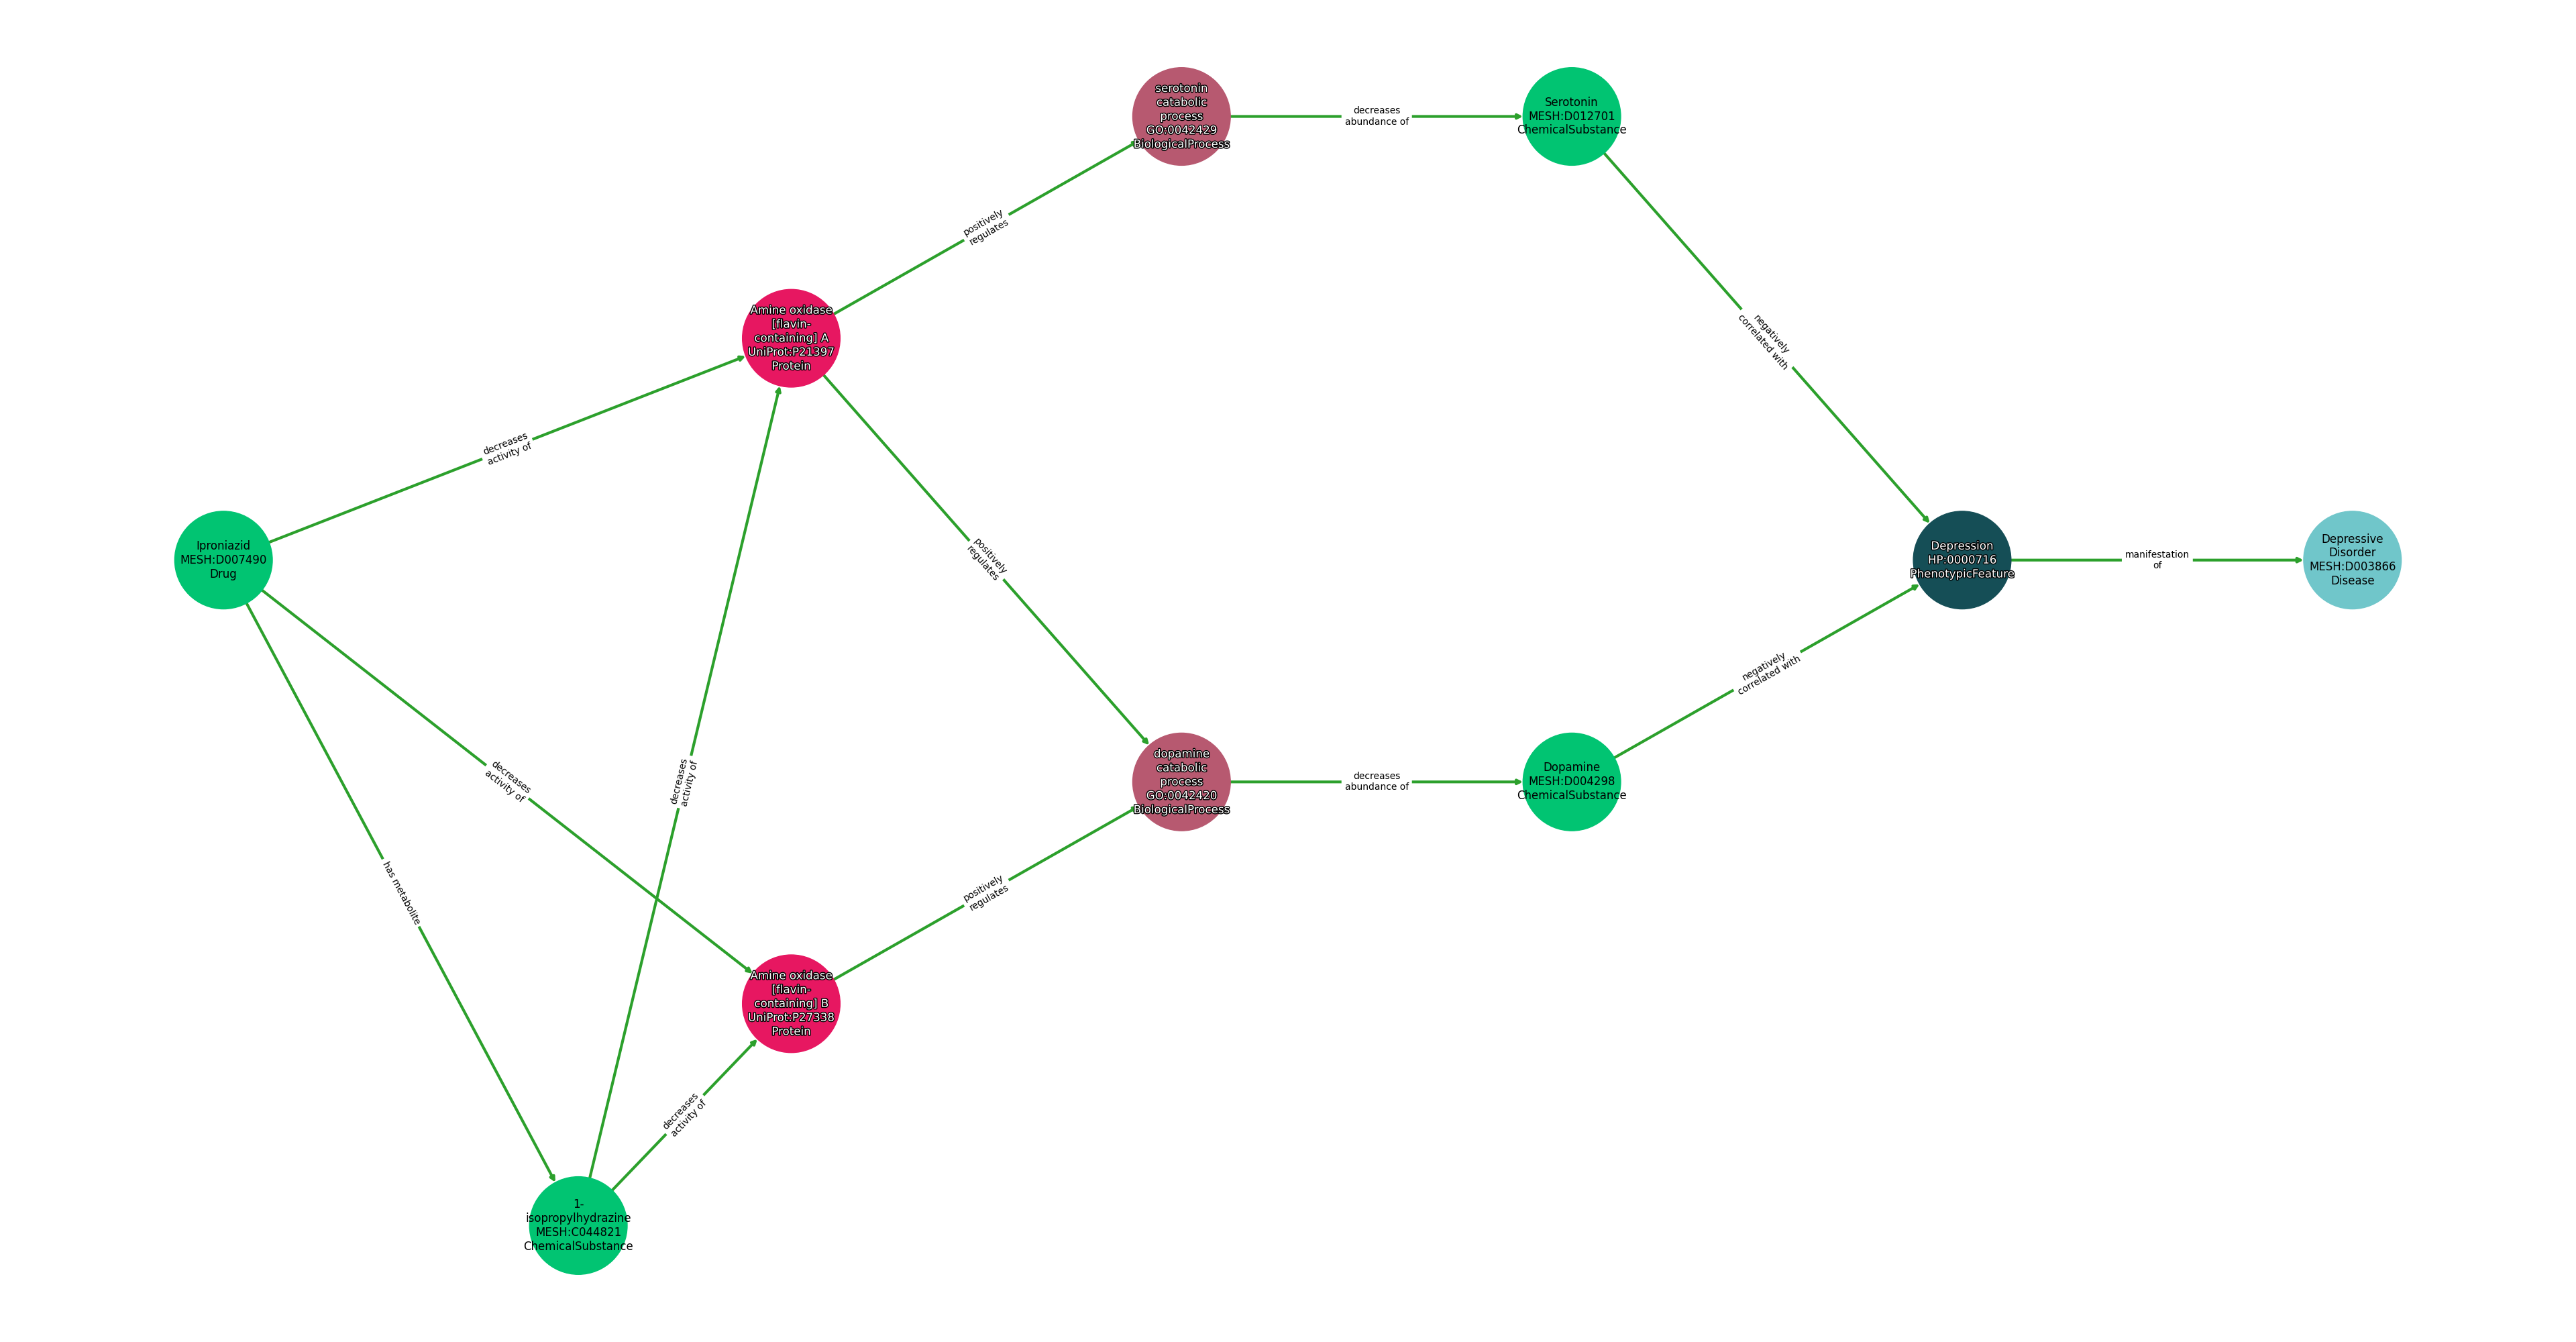 serotonin
catabolic
process
GO:0042429
BiologicalProcess
decreases
abundance of
Serotonin
MESH:D012701
ChemicalSubstance
positively
regulates
Amine oxidase
[flavin-
containing] A
UniProt:P21397
Protein
negatively
correlated with
decreases
activity of
Iproniazid
MESH:D007490
Drug
positively
regulates
Depression
HP:0000716
PhenotypicFeature
manifestation
of
Depressive
Disorder
MESH:D003866
Disease
decreases
activity of
decreases
activity of
dopamine
catabolic
process
GO:0042420
BiologicalProcess
decreases
abundance of
Dopamine
MESH:D004298
ChemicalSubstance
negatively
correlated with
has metabolite
positively
regulates
Amine oxidase
[flavin-
containing] B
UniProt:P27338
Protein
decreases
activity of
1-
isopropylhydrazine
MESH:C044821
ChemicalSubstance